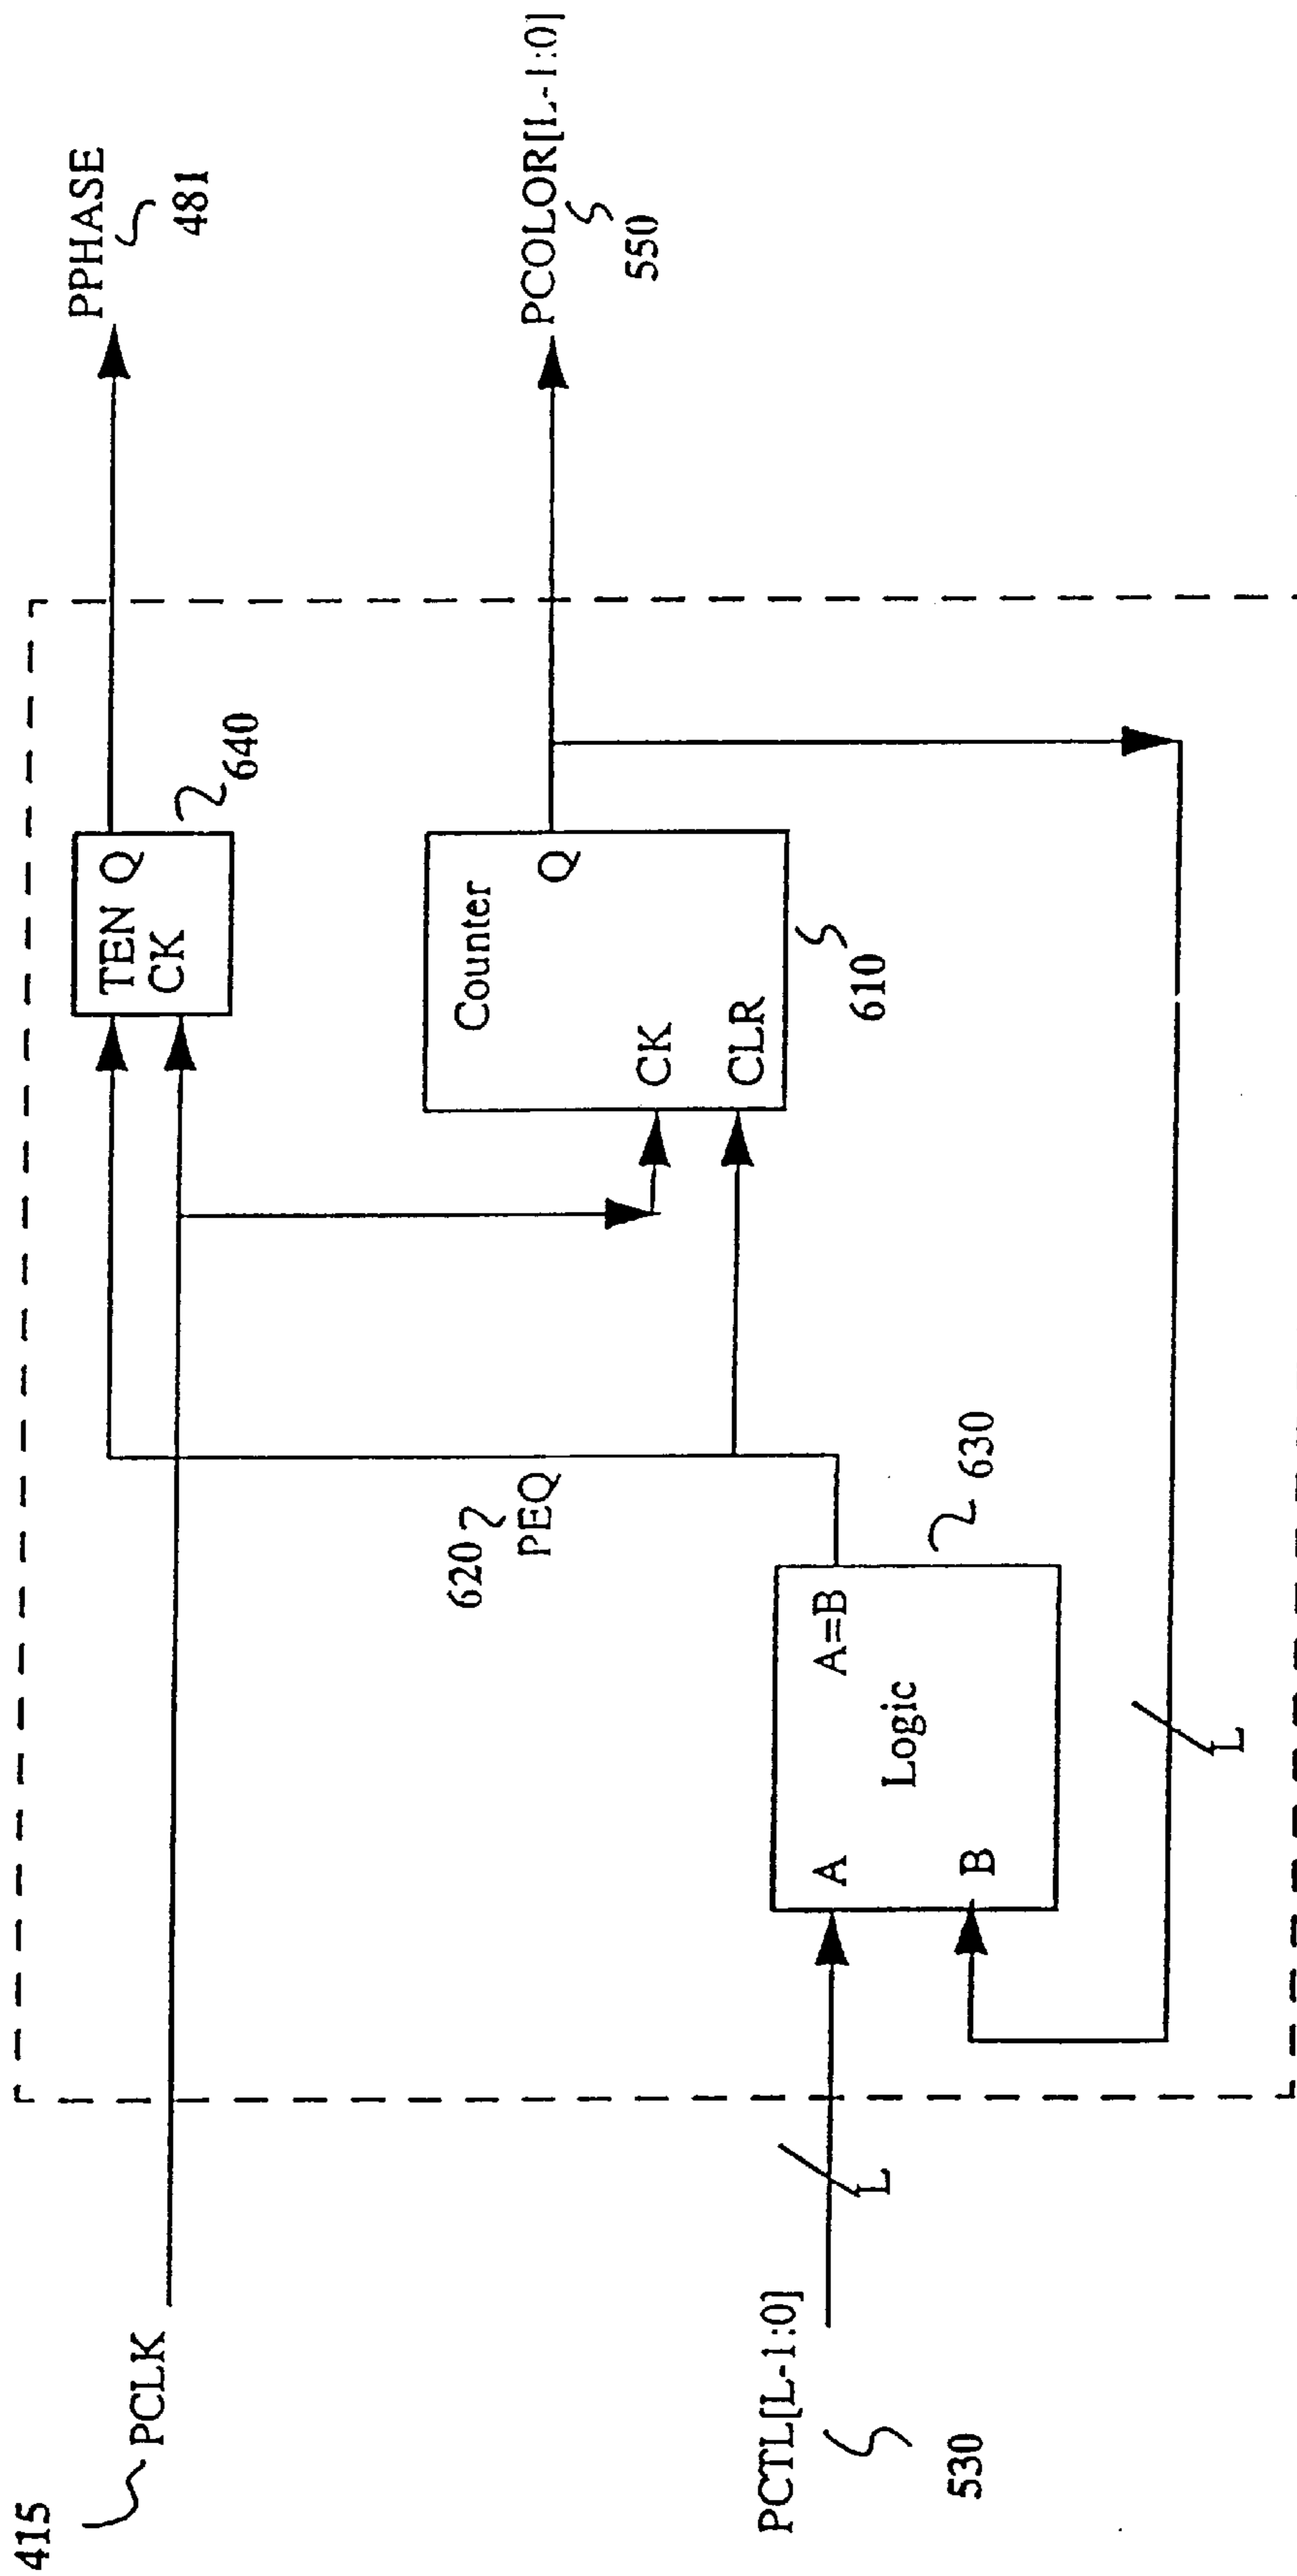 415
PCLK
PCTL[L-1:0]
530
L
A
B
A=B
Logic
630
620
PEQ
TEN Q
CK
640
Counter
Q
CK
CLR
610
L
PPHASE
481
PCOLOR[L-1:0]
550